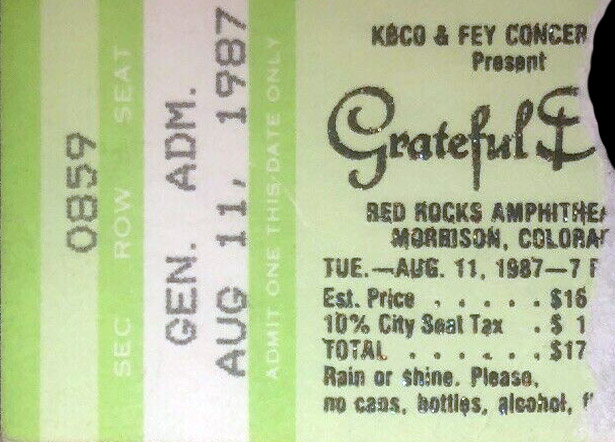 0859
SEC ROW SEAT
GEN. ADM.
AUG 11, 1987
ADMIT ONE THIS DATE ONLY
KBCO & FEY CONCER
Present
Grateful D
RED ROCKS AMPHITHEA
MORRISON, COLORA
TUE.—AUG. 11, 1987—7 P
Est. Price . . . . . $16
10% City Seat Tax . $ 1
TOTAL . . . . . . $17
Rain or shine. Please,
no cans, bottles, alcohol, f